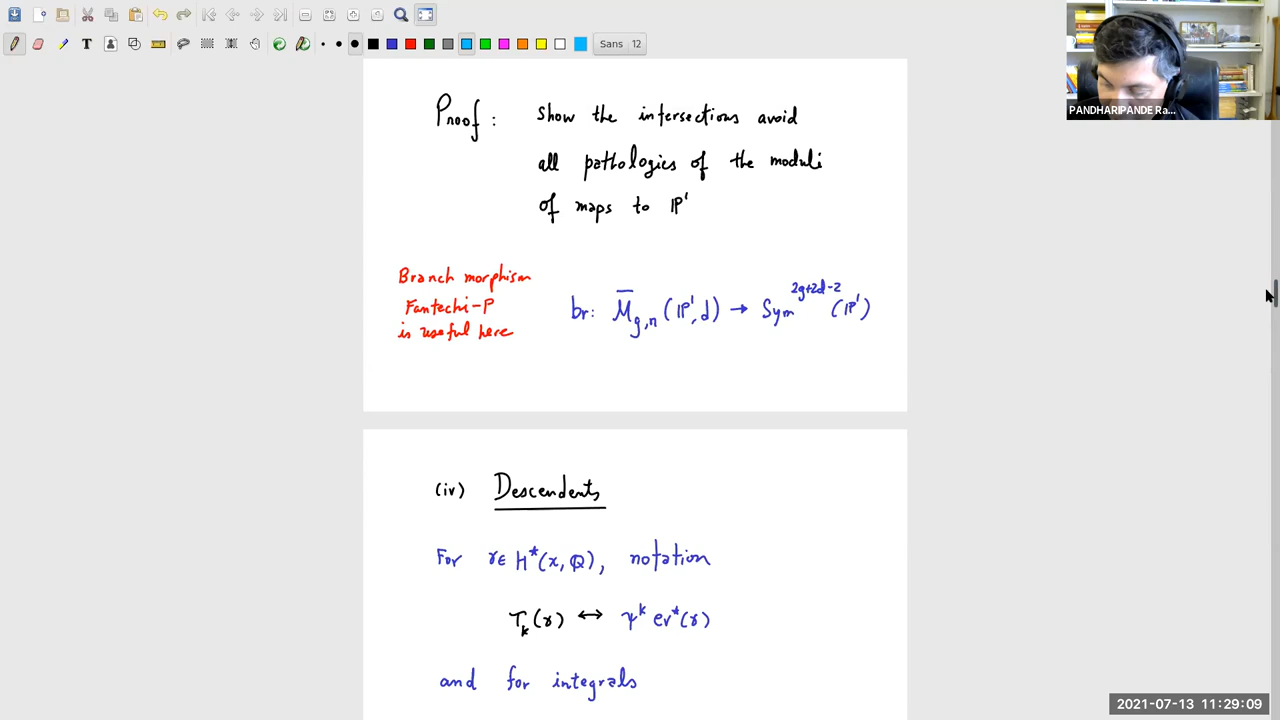 Sans 12
PANDHARIPANDE Ra...
Proof: Show the intersections avoid
all pathologies of the moduli
of maps to ℙ¹
Branch morphism
Fantechi-P
is useful here
br: M̅_{g,n}(ℙ¹,d) → Sym^{2g+2d-2}(ℙ¹)
(iv) Descendents
For γ∈ H*(X,ℚ), notation
τ_k(γ) ↔ ψ^k ev*(γ)
and for integrals
2021-07-13 11:29:09